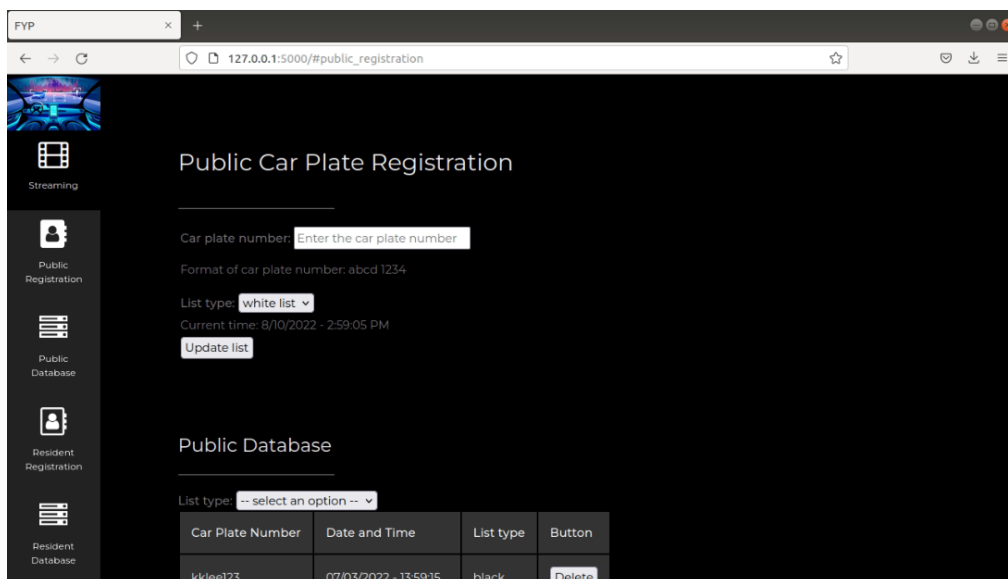 FYP
127.0.0.1:5000/#public_registration
Streaming
Public
Registration
Public
Database
Resident
Registration
Resident
Database
Public Car Plate Registration
Car plate number: Enter the car plate number
Format of car plate number: abcd 1234
List type: white list
Current time: 8/10/2022 - 2:59:05 PM
Update list
Public Database
List type: -- select an option --
Car Plate Number Date and Time List type Button
kklee123 07/03/2022 - 13:59:15 black Delete